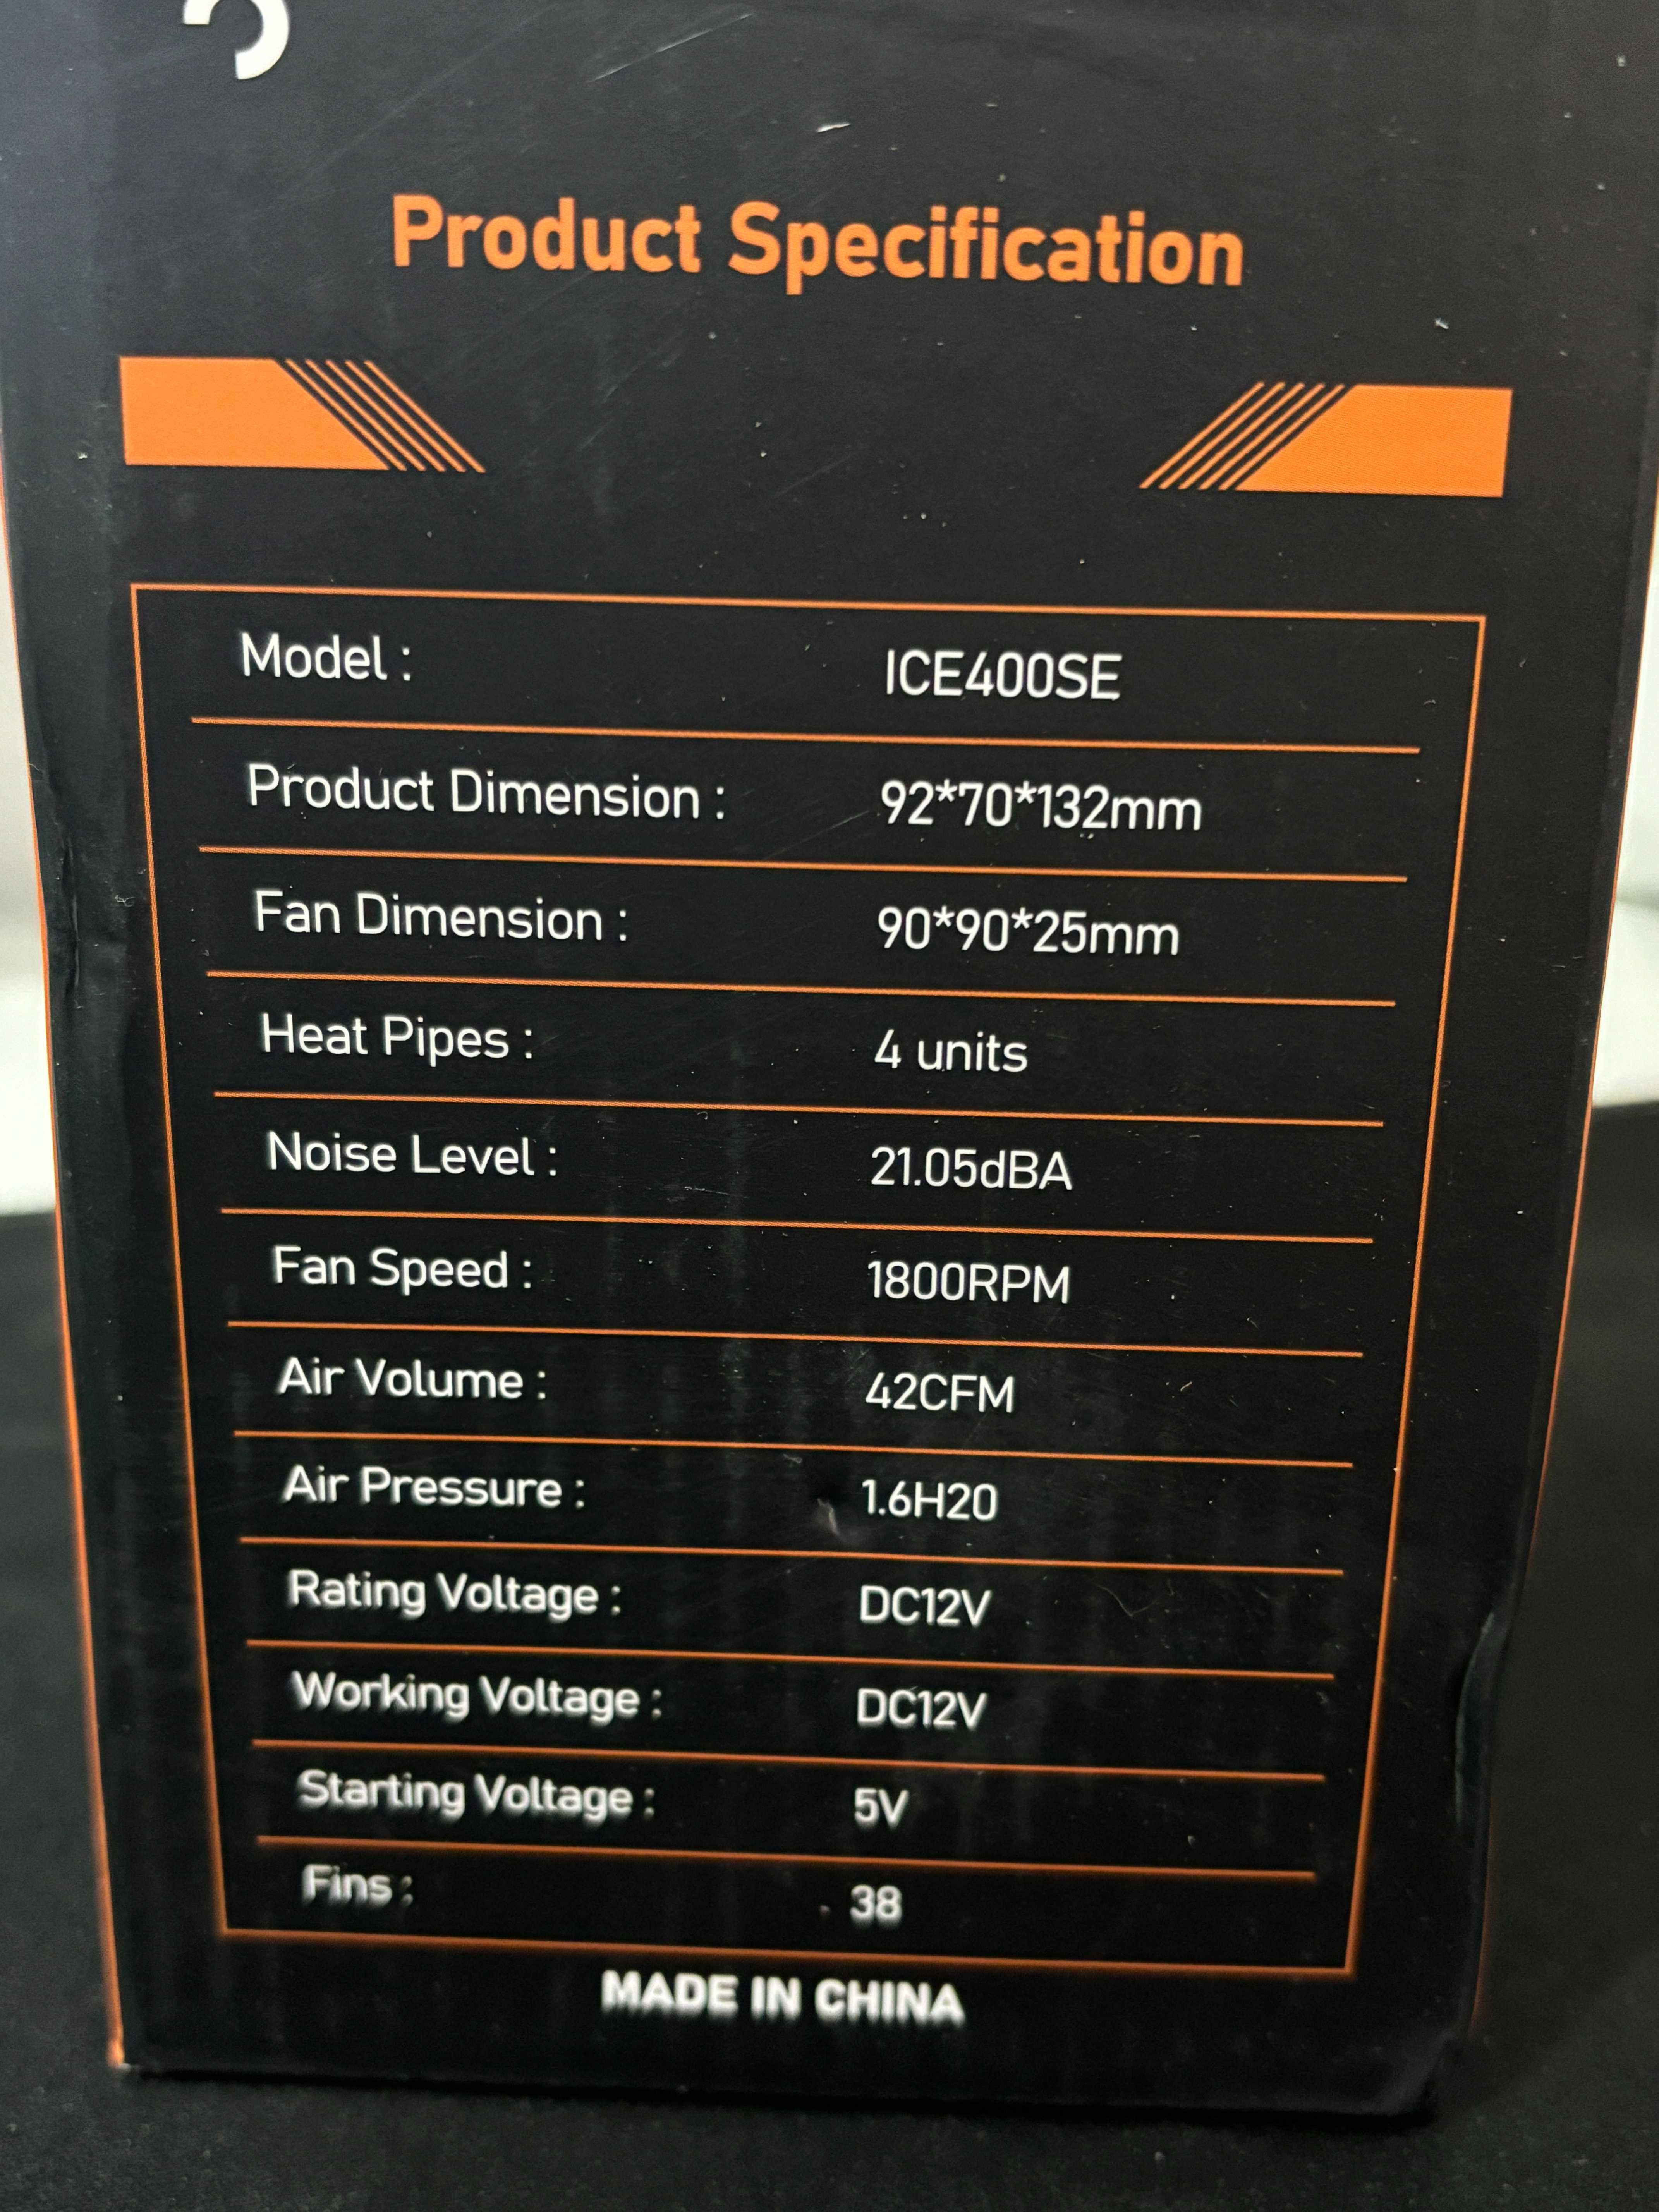 Product Specification
Model : ICE400SE
Product Dimension : 92*70*132mm
Fan Dimension : 90*90*25mm
Heat Pipes : 4 units
Noise Level : 21.05dBA
Fan Speed : 1800RPM
Air Volume : 42CFM
Air Pressure : 1.6H20
Rating Voltage : DC12V
Working Voltage : DC12V
Starting Voltage : 5V
Fins : 38
MADE IN CHINA